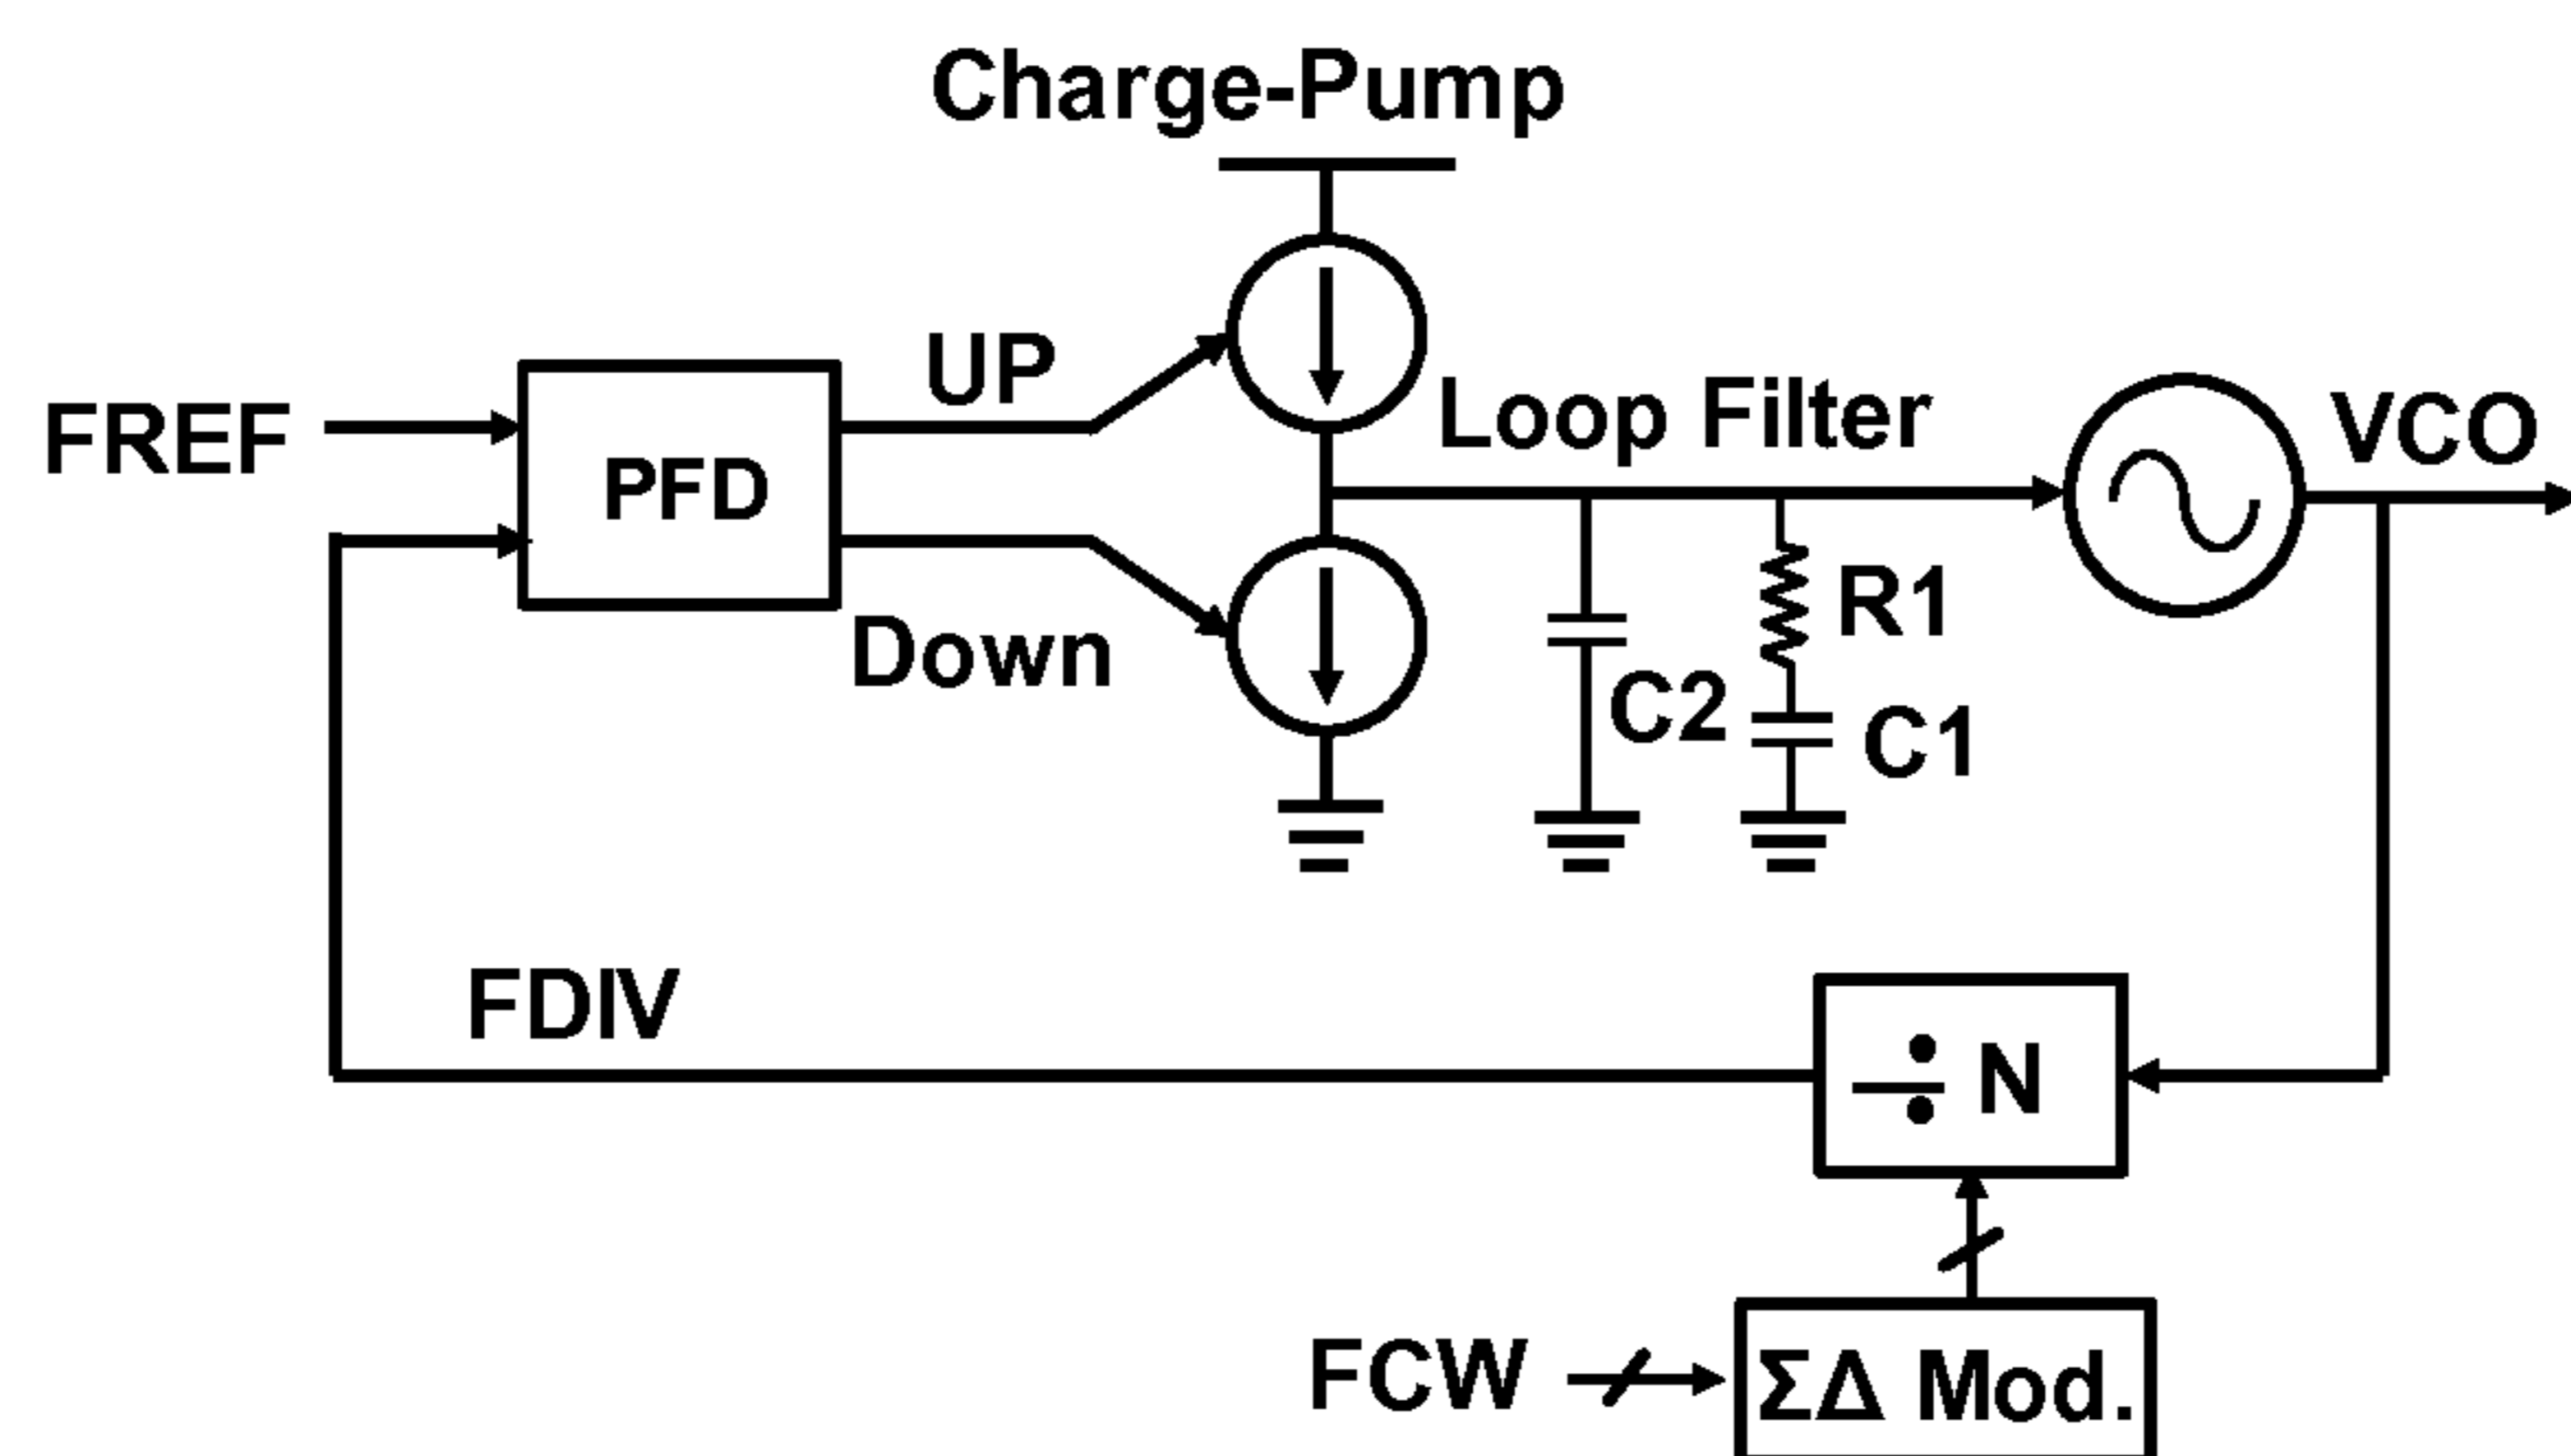 Charge-Pump
UP
Loop Filter
VCO
FREF
PFD
R1
Down
C2
C1
FDIV
÷ N
FCW
ΣΔ Mod.